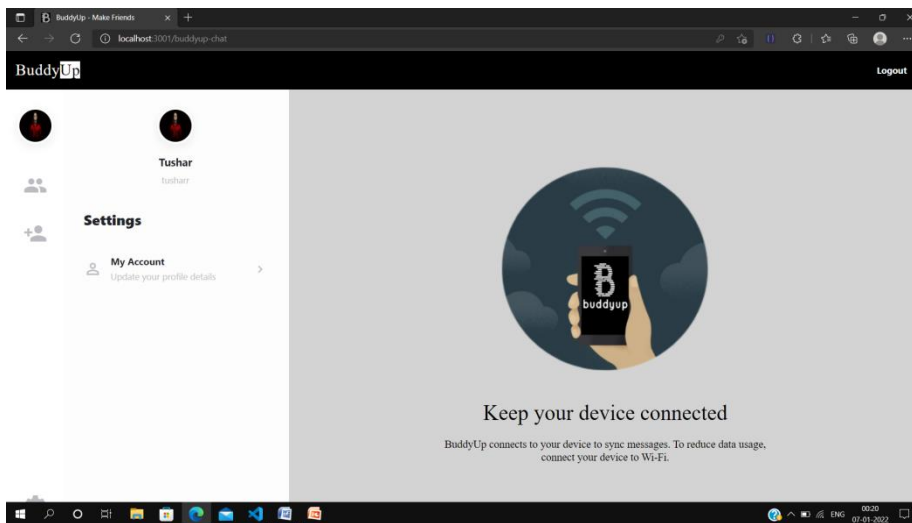 BuddyUp - Make Friends
localhost:3001/buddyup-chat
BuddyUp
Logout
Tushar
tusharr
Settings
My Account
Update your profile details
B
buddyup
Keep your device connected
BuddyUp connects to your device to sync messages. To reduce data usage,
connect your device to Wi-Fi.
ENG
00:20
07-01-2022